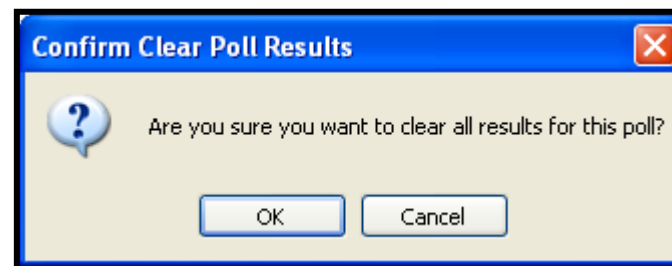 Confirm Clear Poll Results
Are you sure you want to clear all results for this poll?
OK Cancel